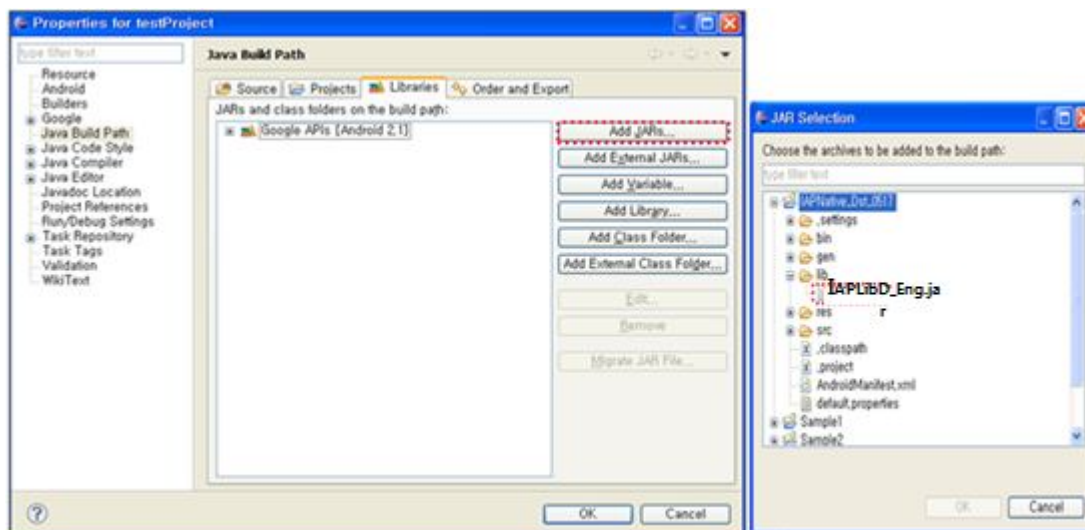 Properties for testProject
type filter text
Resource
Android
Builders
Google
Java Build Path
Java Code Style
Java Compiler
Java Editor
Javadoc Location
Project References
Run/Debug Settings
Task Repository
Task Tags
Validation
WikiText
Java Build Path
Source
Projects
Libraries
Order and Export
JARs and class folders on the build path:
Google APIs [Android 2.1]
Add JARs...
Add External JARs...
Add Variable...
Add Library...
Add Class Folder...
Add External Class Folder...
Edit...
Remove
Migrate JAR File...
OK
Cancel
JAR Selection
Choose the archives to be added to the build path:
type filter text
IAPNative_Dst_0517
.settings
bin
gen
lib
IAPLibD_Eng.ja
r
res
src
.classpath
.project
AndroidManifest.xml
default.properties
Sample1
Sample2
OK
Cancel